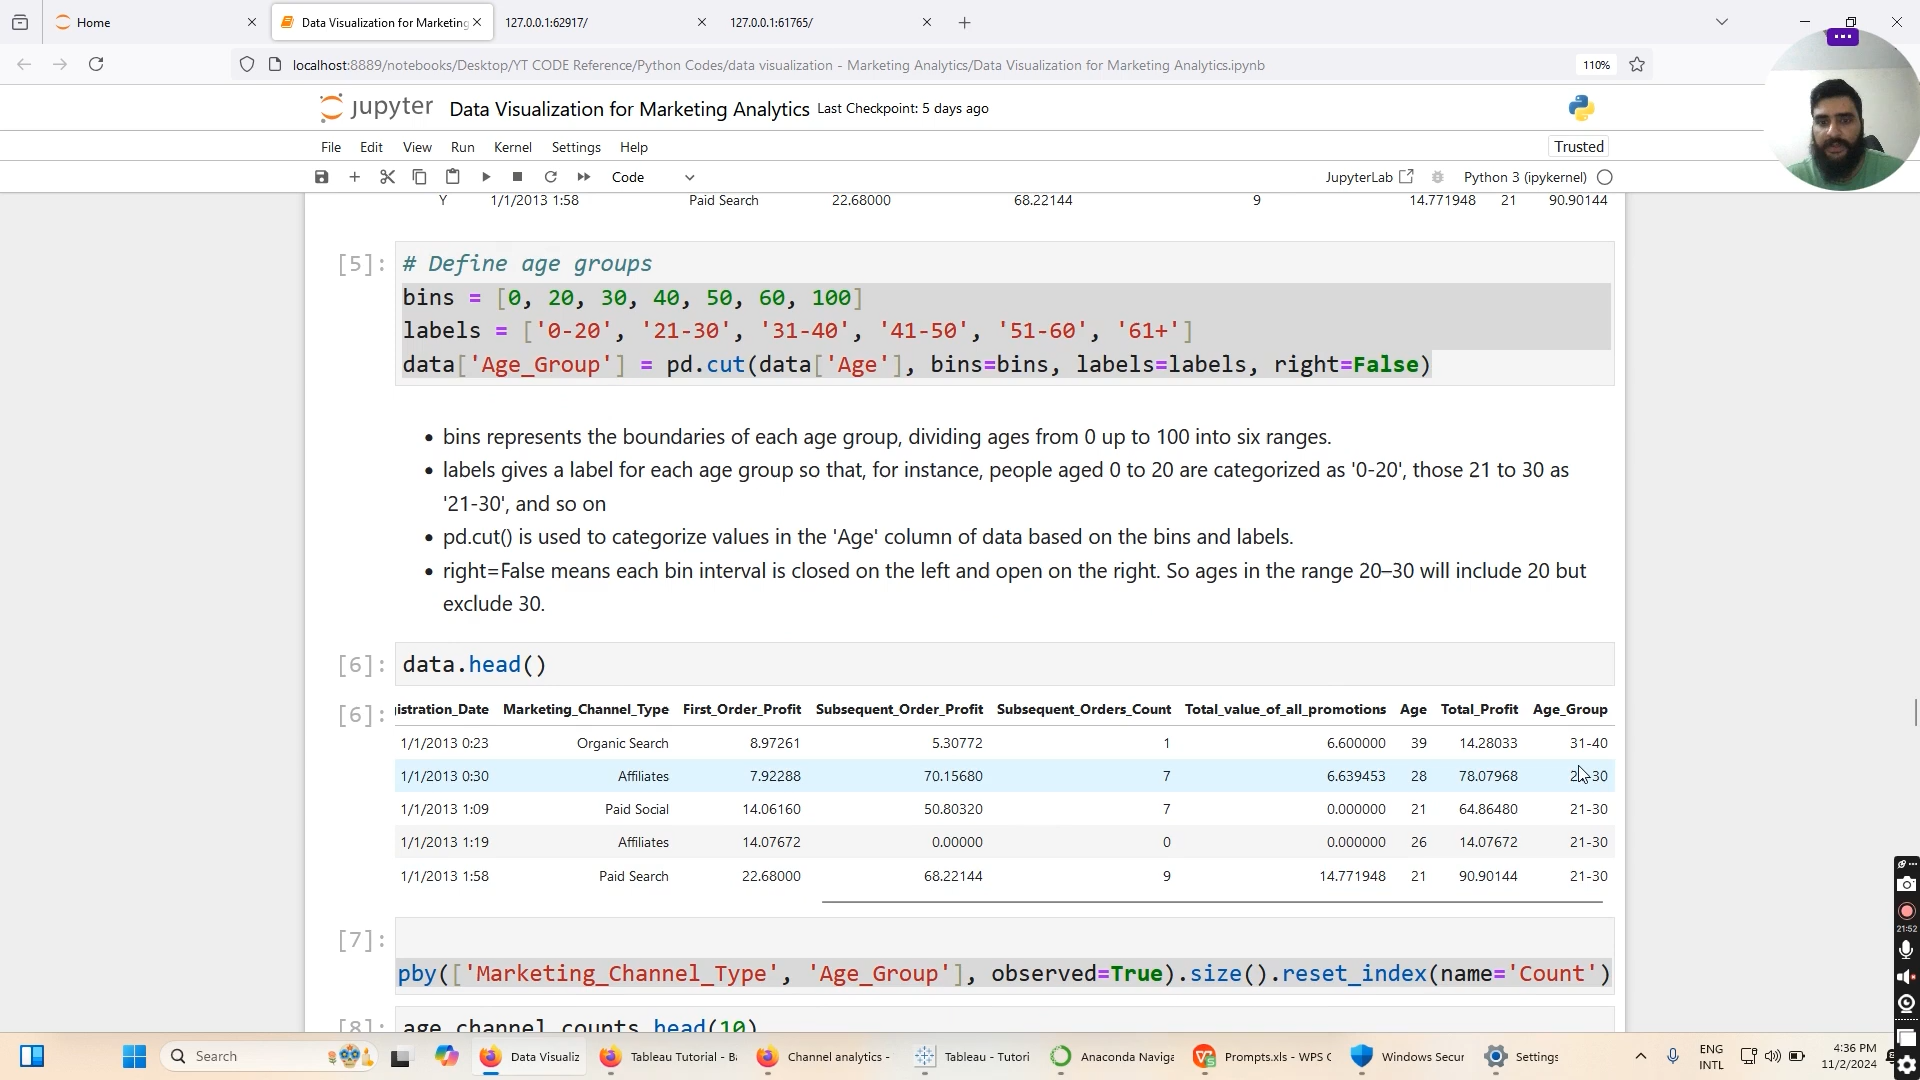 Home
Data Visualization for Marketing
127.0.0.1:62917/
127.0.0.1:61765/
localhost:8889/notebooks/Desktop/YT CODE Reference/Python Codes/data visualization - Marketing Analytics/Data Visualization for Marketing Analytics.ipynb
110%
jupyter Data Visualization for Marketing Analytics Last Checkpoint: 5 days ago
File Edit View Run Kernel Settings Help
Trusted
Code
JupyterLab
Python 3 (ipykernel)
Y 1/1/2013 1:58 Paid Search 22.68000 68.22144 9 14.771948 21 90.90144
[5]: # Define age groups
bins = [0, 20, 30, 40, 50, 60, 100]
labels = ['0-20', '21-30', '31-40', '41-50', '51-60', '61+']
data['Age_Group'] = pd.cut(data['Age'], bins=bins, labels=labels, right=False)
• bins represents the boundaries of each age group, dividing ages from 0 up to 100 into six ranges.
• labels gives a label for each age group so that, for instance, people aged 0 to 20 are categorized as '0-20', those 21 to 30 as
'21-30', and so on
• pd.cut() is used to categorize values in the 'Age' column of data based on the bins and labels.
• right=False means each bin interval is closed on the left and open on the right. So ages in the range 20–30 will include 20 but
exclude 30.
[6]: data.head()
[6]: istration_Date Marketing_Channel_Type First_Order_Profit Subsequent_Order_Profit Subsequent_Orders_Count Total_value_of_all_promotions Age Total_Profit Age_Group
1/1/2013 0:23 Organic Search 8.97261 5.30772 1 6.600000 39 14.28033 31-40
1/1/2013 0:30 Affiliates 7.92288 70.15680 7 6.639453 28 78.07968 21-30
1/1/2013 1:09 Paid Social 14.06160 50.80320 7 0.000000 21 64.86480 21-30
1/1/2013 1:19 Affiliates 14.07672 0.00000 0 0.000000 26 14.07672 21-30
1/1/2013 1:58 Paid Search 22.68000 68.22144 9 14.771948 21 90.90144 21-30
[7]:
pby(['Marketing_Channel_Type', 'Age_Group'], observed=True).size().reset_index(name='Count')
[8]: age_channel_counts.head(10)
21:52
Search
Data Visualiz
Tableau Tutorial - Ba
Channel analytics -
Tableau - Tutori
Anaconda Naviga
Prompts.xls - WPS O
Windows Secur
Settings
ENG
INTL
4:36 PM
11/2/2024